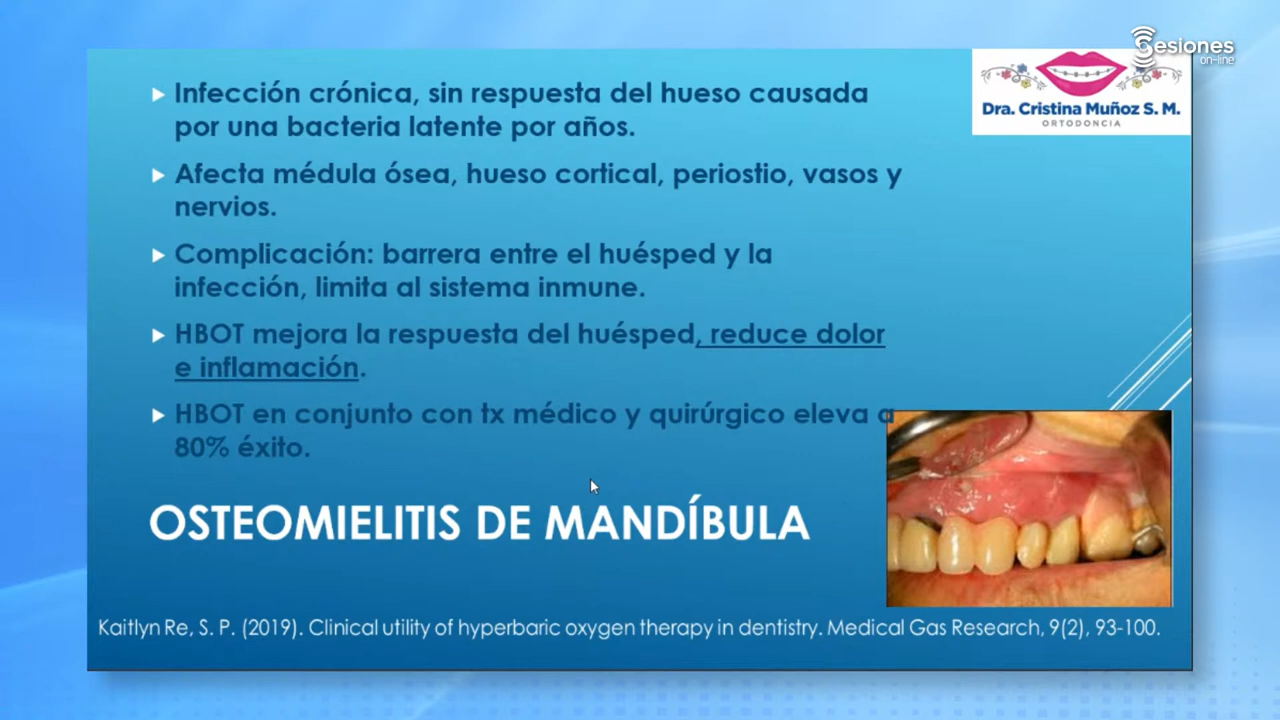 Sesiones
on-line
Dra. Cristina Muñoz S. M.
ORTODONCIA
Infección crónica, sin respuesta del hueso causada
por una bacteria latente por años.
Afecta médula ósea, hueso cortical, periostio, vasos y
nervios.
Complicación: barrera entre el huésped y la
infección, limita al sistema inmune.
HBOT mejora la respuesta del huésped, reduce dolor
e inflamación.
HBOT en conjunto con tx médico y quirúrgico eleva a
80% éxito.
OSTEOMIELITIS DE MANDÍBULA
Kaitlyn Re, S. P. (2019). Clinical utility of hyperbaric oxygen therapy in dentistry. Medical Gas Research, 9(2), 93-100.